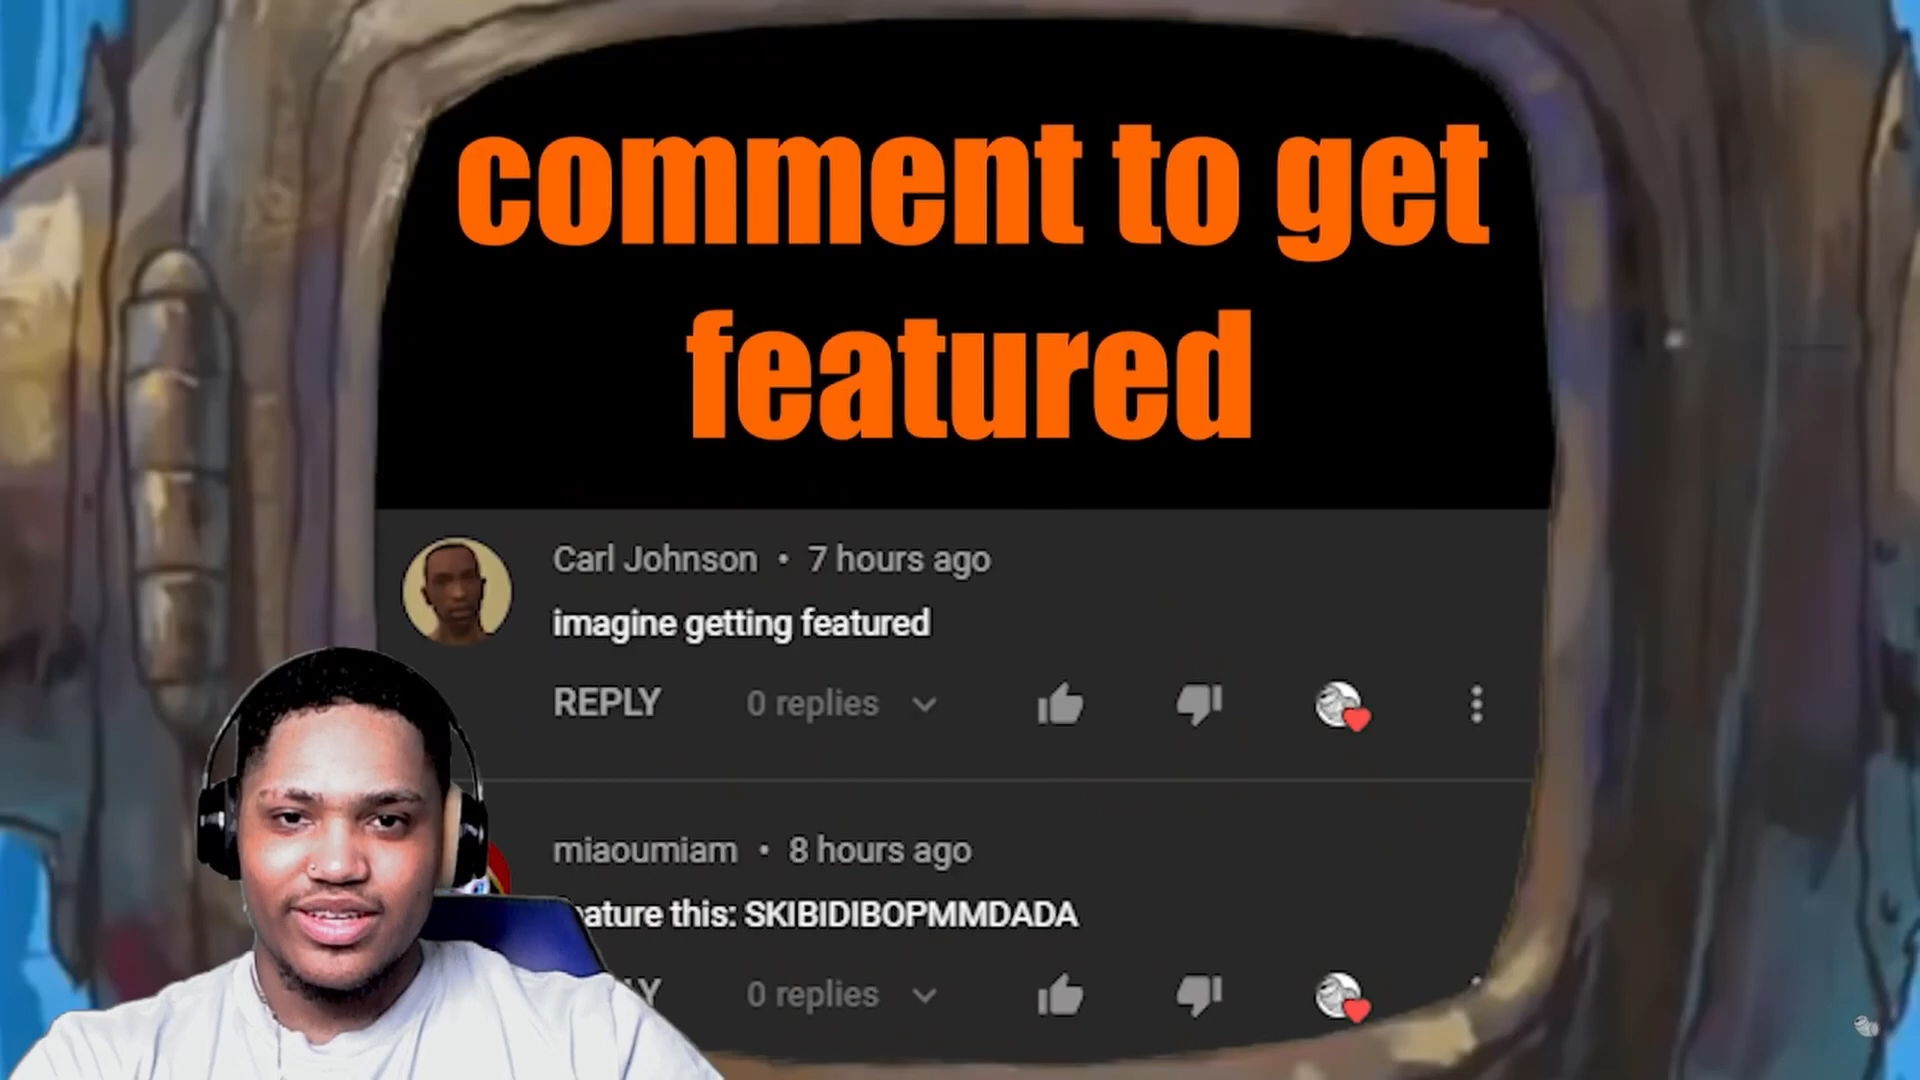 comment to get
featured
Carl Johnson • 7 hours ago
imagine getting featured
REPLY 0 replies
miaoumiam • 8 hours ago
this: SKIBIDIBOPMMDADA
0 replies